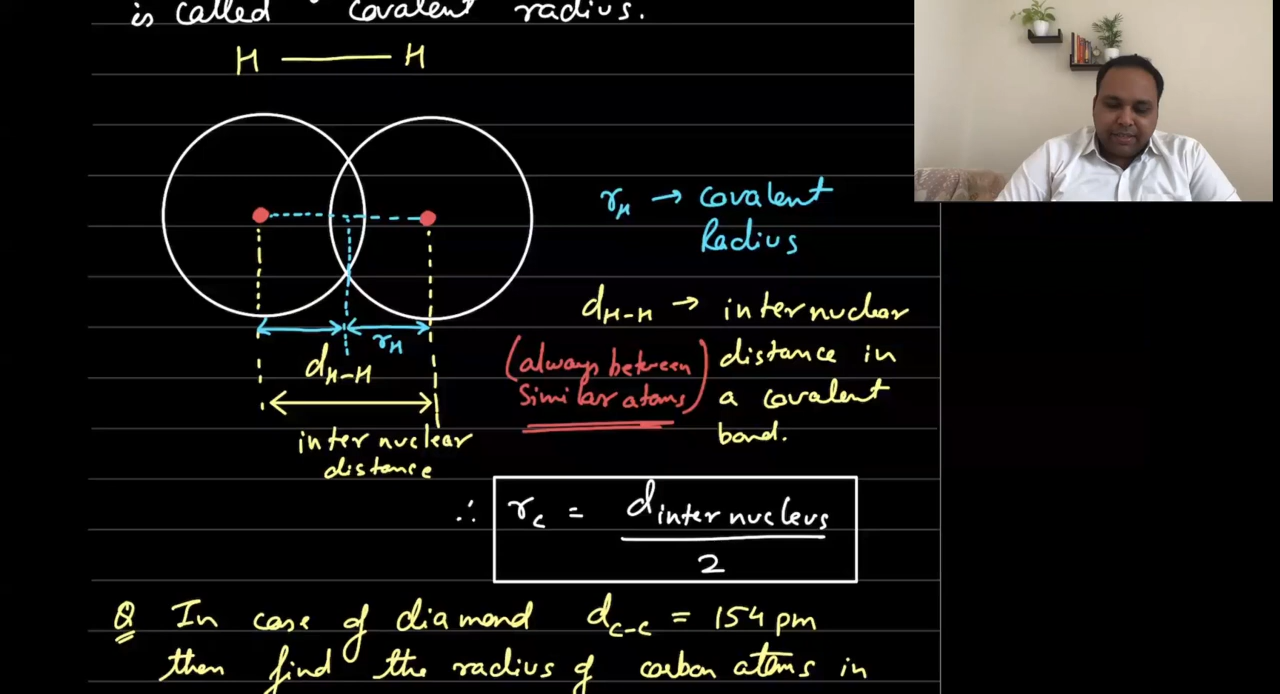 is called covalent radius.
H — H
r_H → covalent
Radius
d_H-H → internuclear
distance in
a covalent
bond.
(always between
similar atoms)
r_H
d_H-H
inter nuclear
distance
∴ r_c = d_inter nucleus / 2
Q In case of diamond d_c-c = 154 pm
then find the radius of carbon atoms in